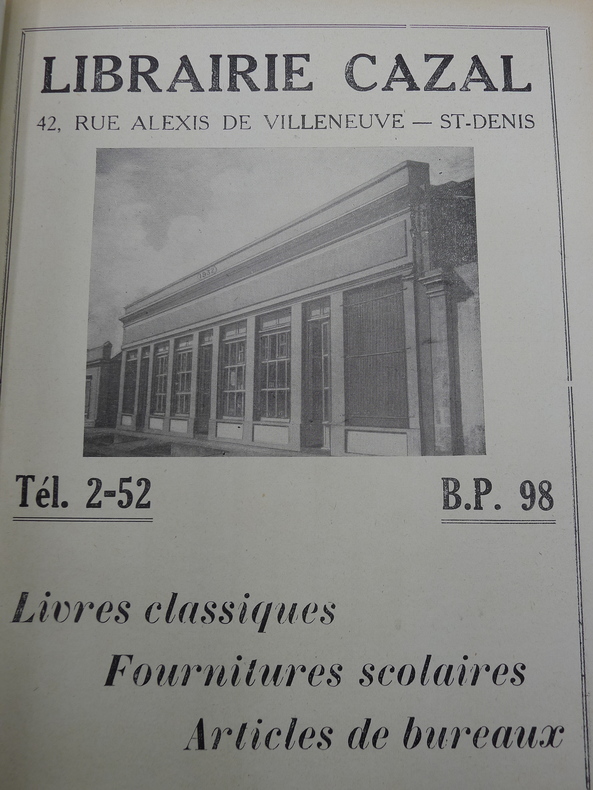 LIBRAIRIE CAZAL
42, RUE ALEXIS DE VILLENEUVE — ST-DENIS
Tél. 2-52
B.P. 98
Livres classiques
Fournitures scolaires
Articles de bureaux